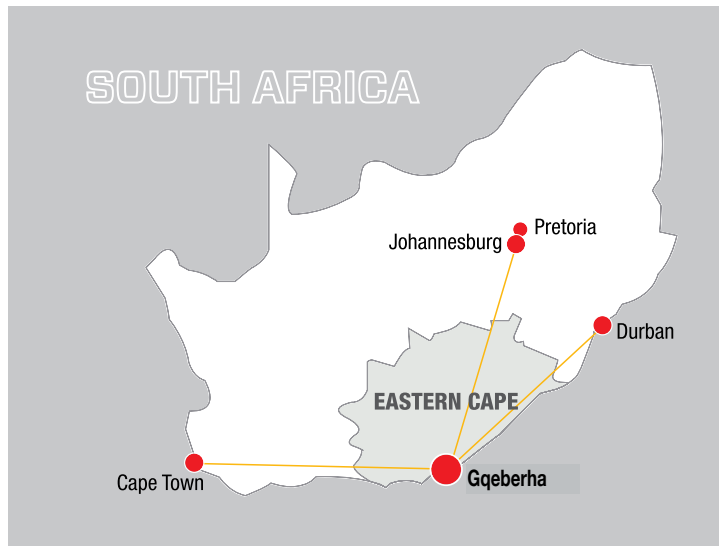 SOUTH AFRICA
Pretoria
Johannesburg
Durban
EASTERN CAPE
Gqeberha
Cape Town